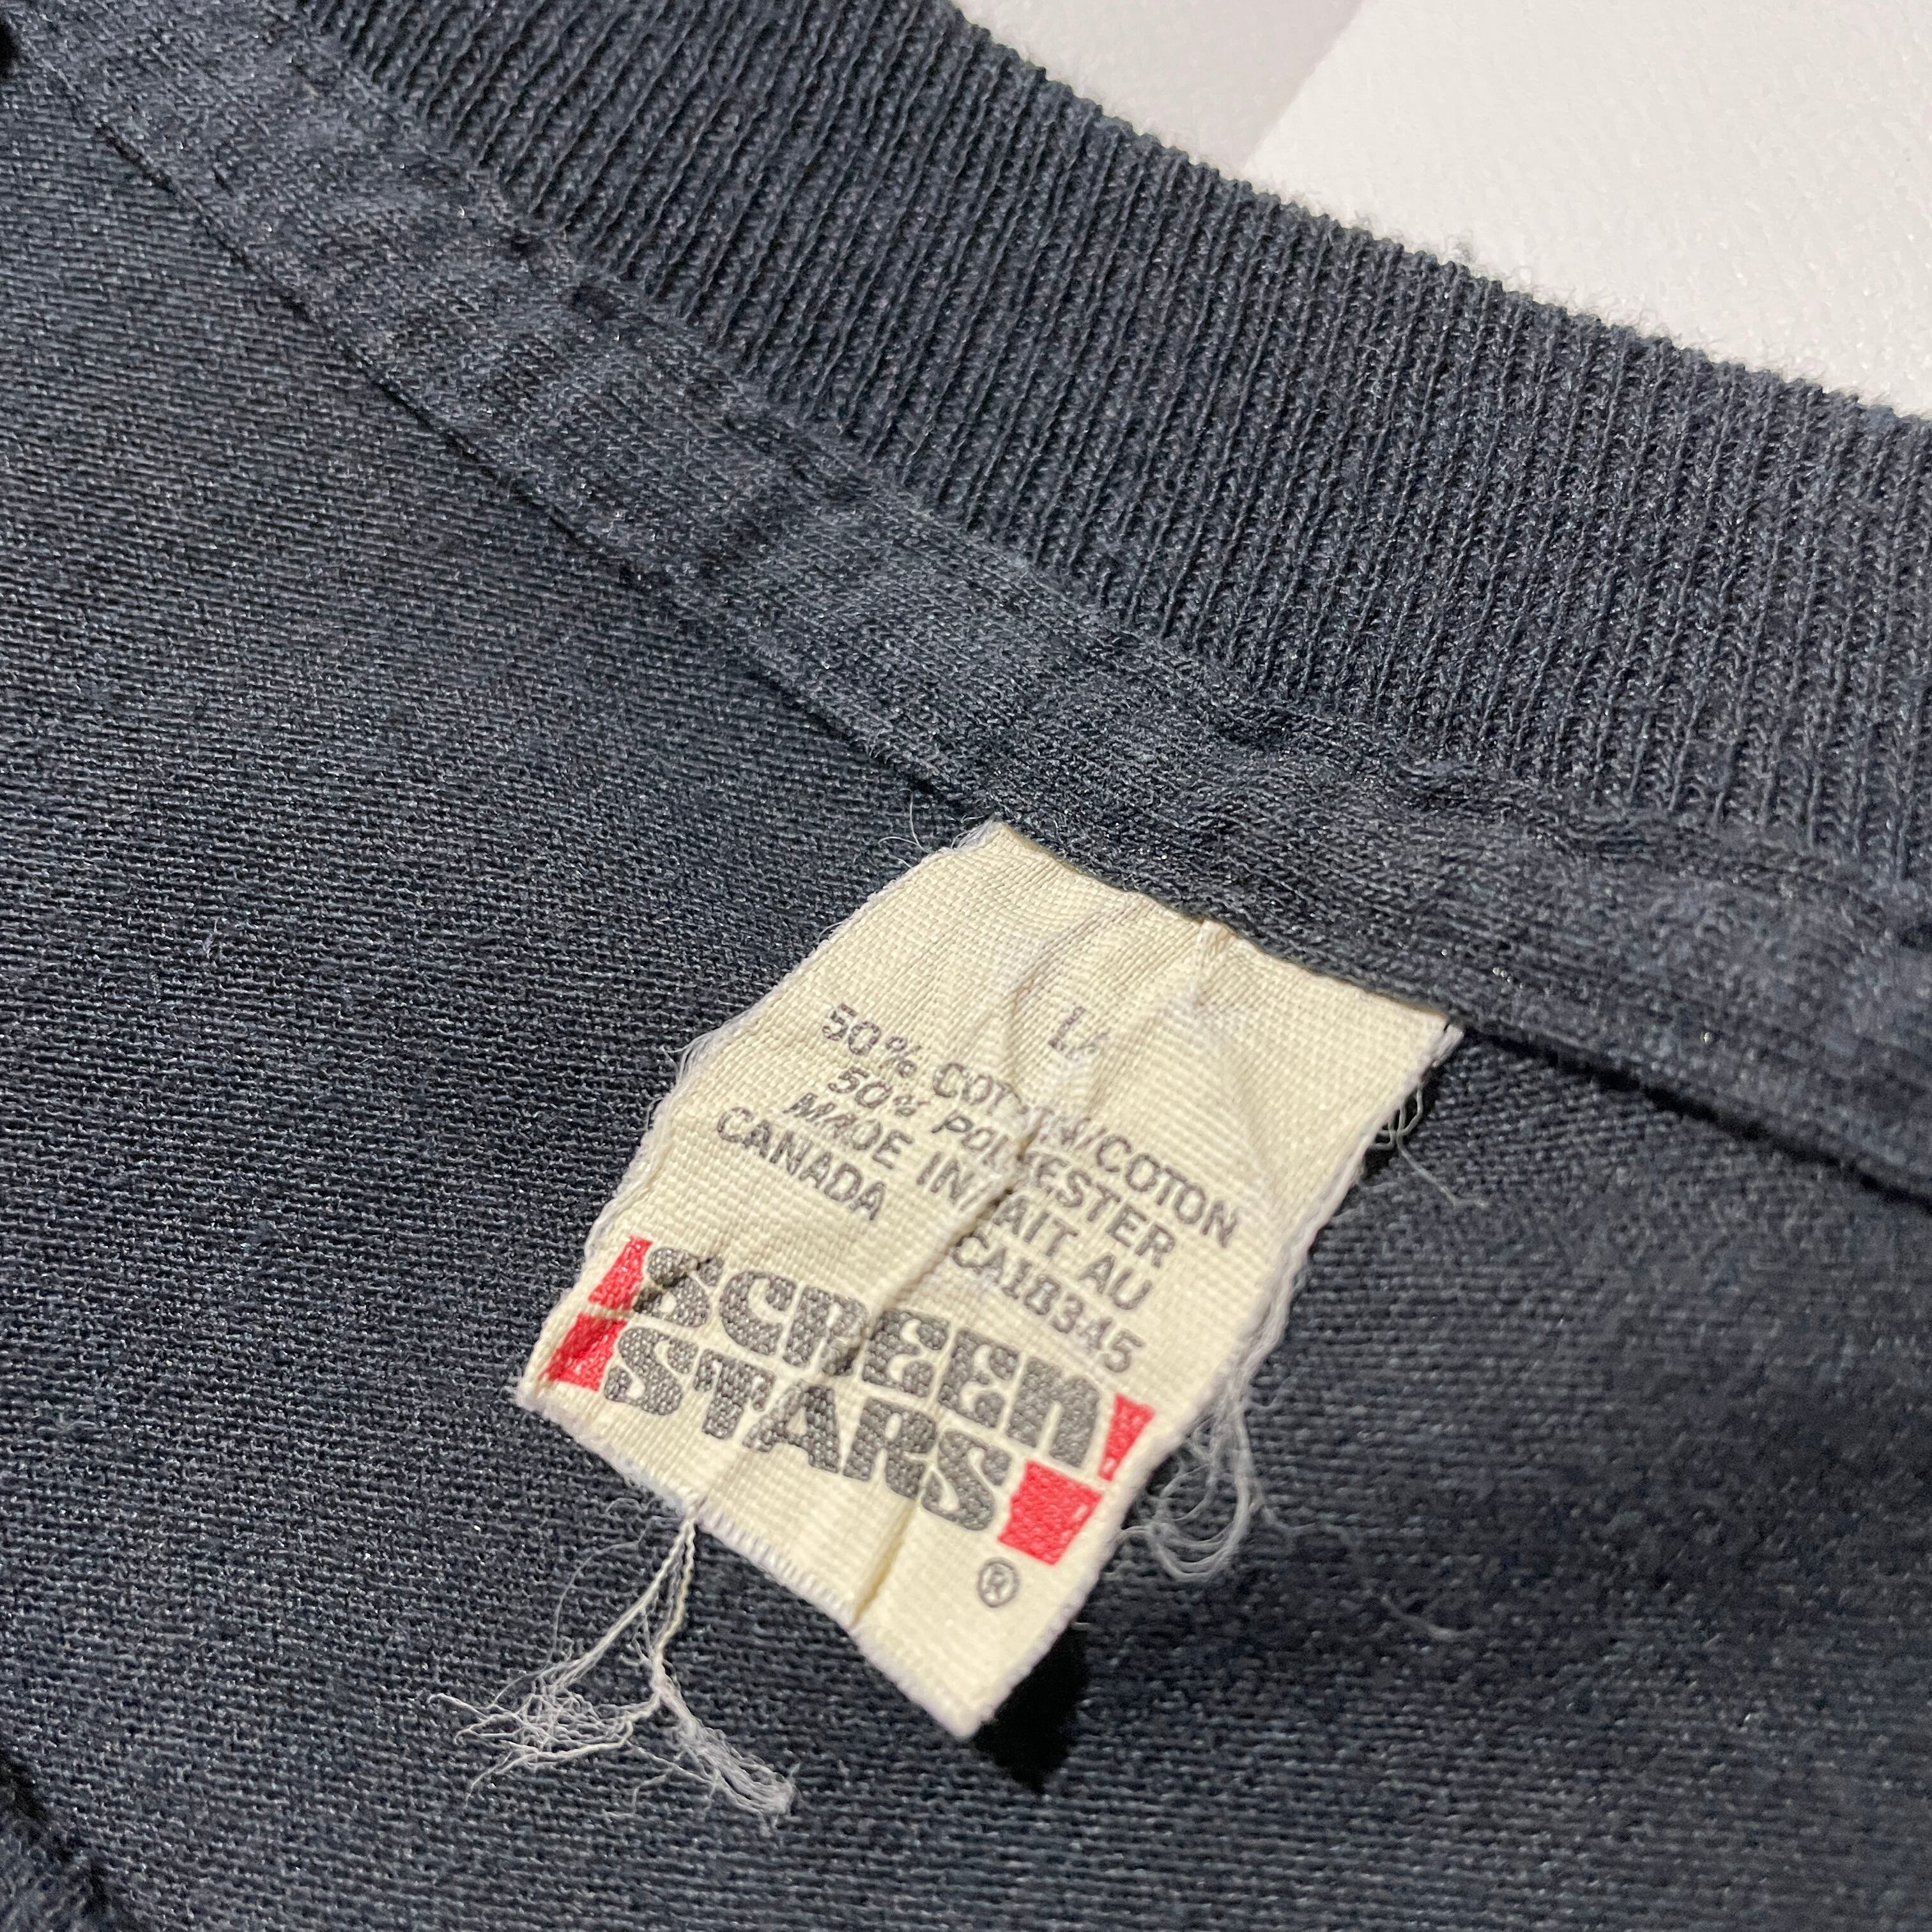 50% COTTON/COTON
50% POLYESTER
MADE IN/FAIT AU
CANADA CA18345
SCREEN
STARS
®